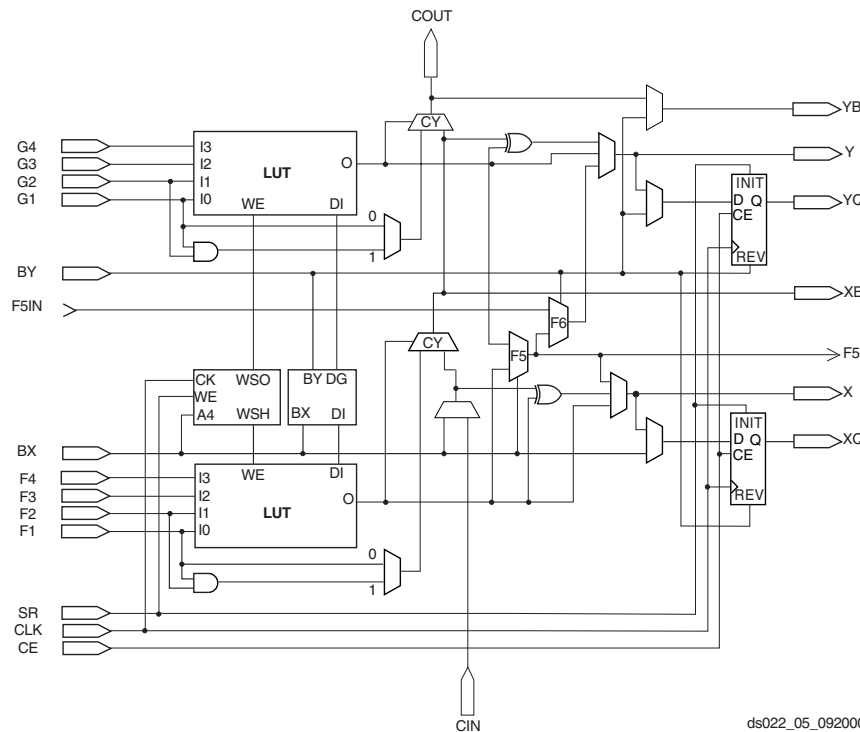 COUT
YB
CY
G4
I3
G3
I2
LUT
O
Y
G2
I1
INIT
G1
I0
WE
DI
D Q
YQ
0
CE
1
REV
BY
XB
F5IN
F6
CY
F5
F5
CK
WSO
BY DG
X
WE
A4
WSH
BX
DI
INIT
BX
D Q
XQ
WE
DI
CE
F4
I3
O
F3
I2
LUT
REV
F2
I1
F1
I0
0
1
SR
CLK
CE
CIN
ds022_05_092000